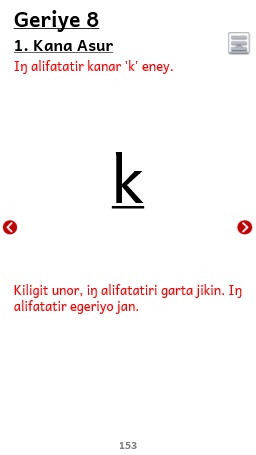 Geriye 8
1. Kana Asur
Iŋ alifatatir kanar 'k' eney.
k
Kiligit unor, iŋ alifatatiri garta jikin. Iŋ
alifatatir egeriyo jan.
153